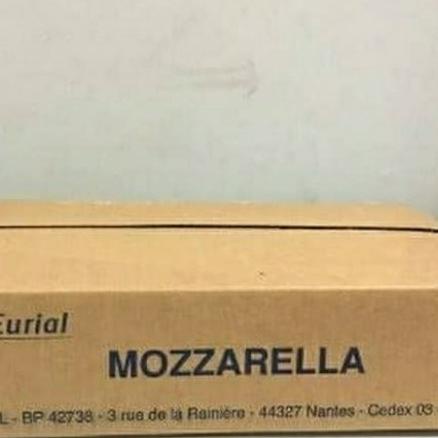 Eurial
MOZZARELLA
L - BP 42738 - 3 rue de la Rainière - 44327 Nantes - Cedex 03